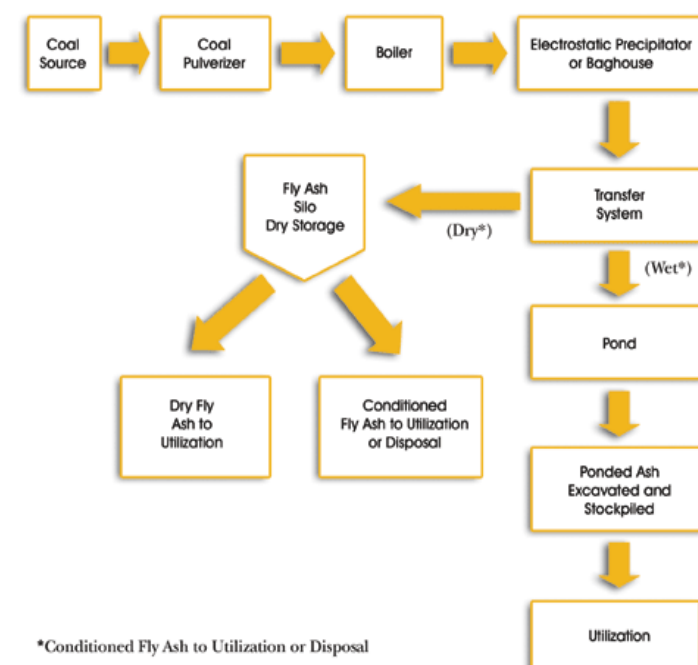 Coal
Source
Coal
Pulverizer
Boiler
Electrostatic Precipitator
or Baghouse
Fly Ash
Silo
Dry Storage
(Dry*)
Transfer
System
(Wet*)
Pond
Dry Fly
Ash to
Utilization
Conditioned
Fly Ash to Utilization
or Disposal
Ponded Ash
Excavated and
Stockpiled
Utilization
*Conditioned Fly Ash to Utilization or Disposal